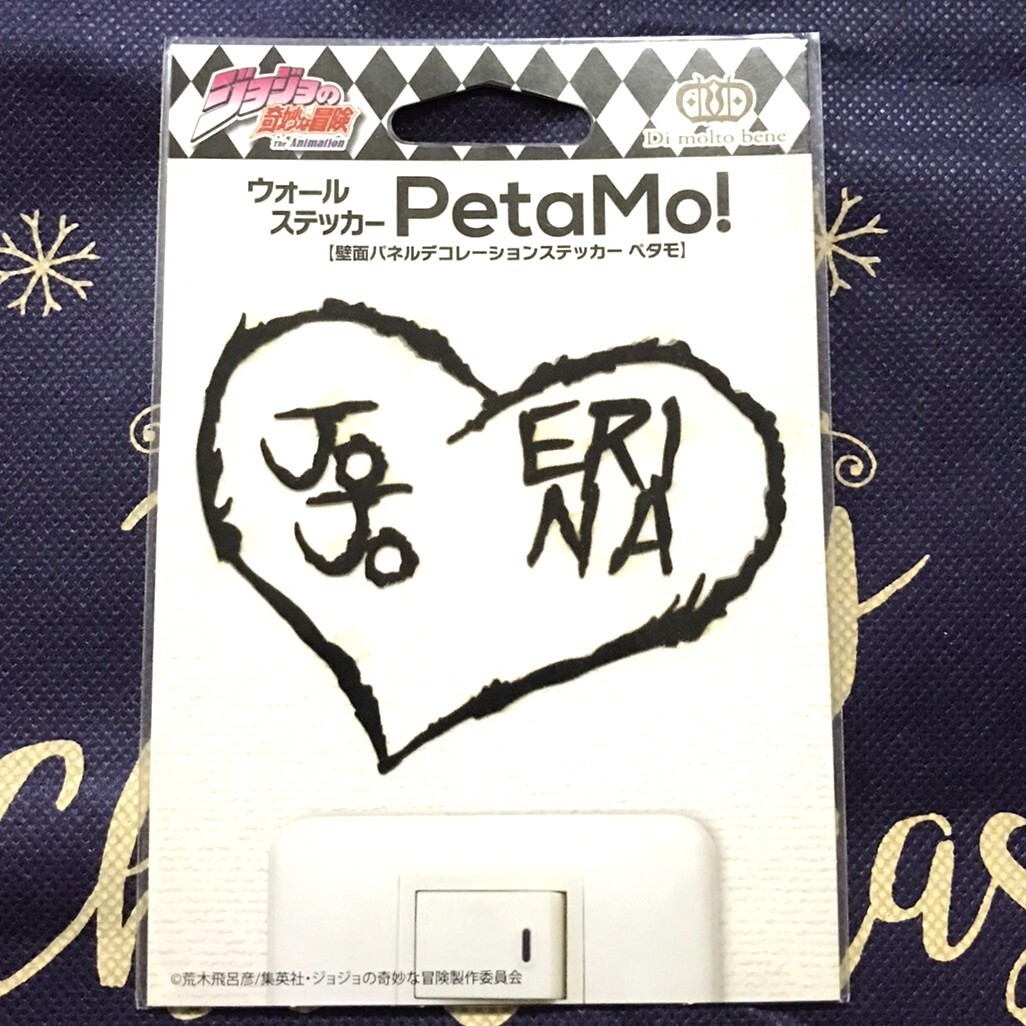 ジョジョの
奇妙な冒険
The Animation
Di molto bene
ウォール
ステッカー
PetaMo!
【壁面パネルデコレーションステッカー ペタモ】
JoJo
ERINA
©荒木飛呂彦/集英社・ジョジョの奇妙な冒険製作委員会